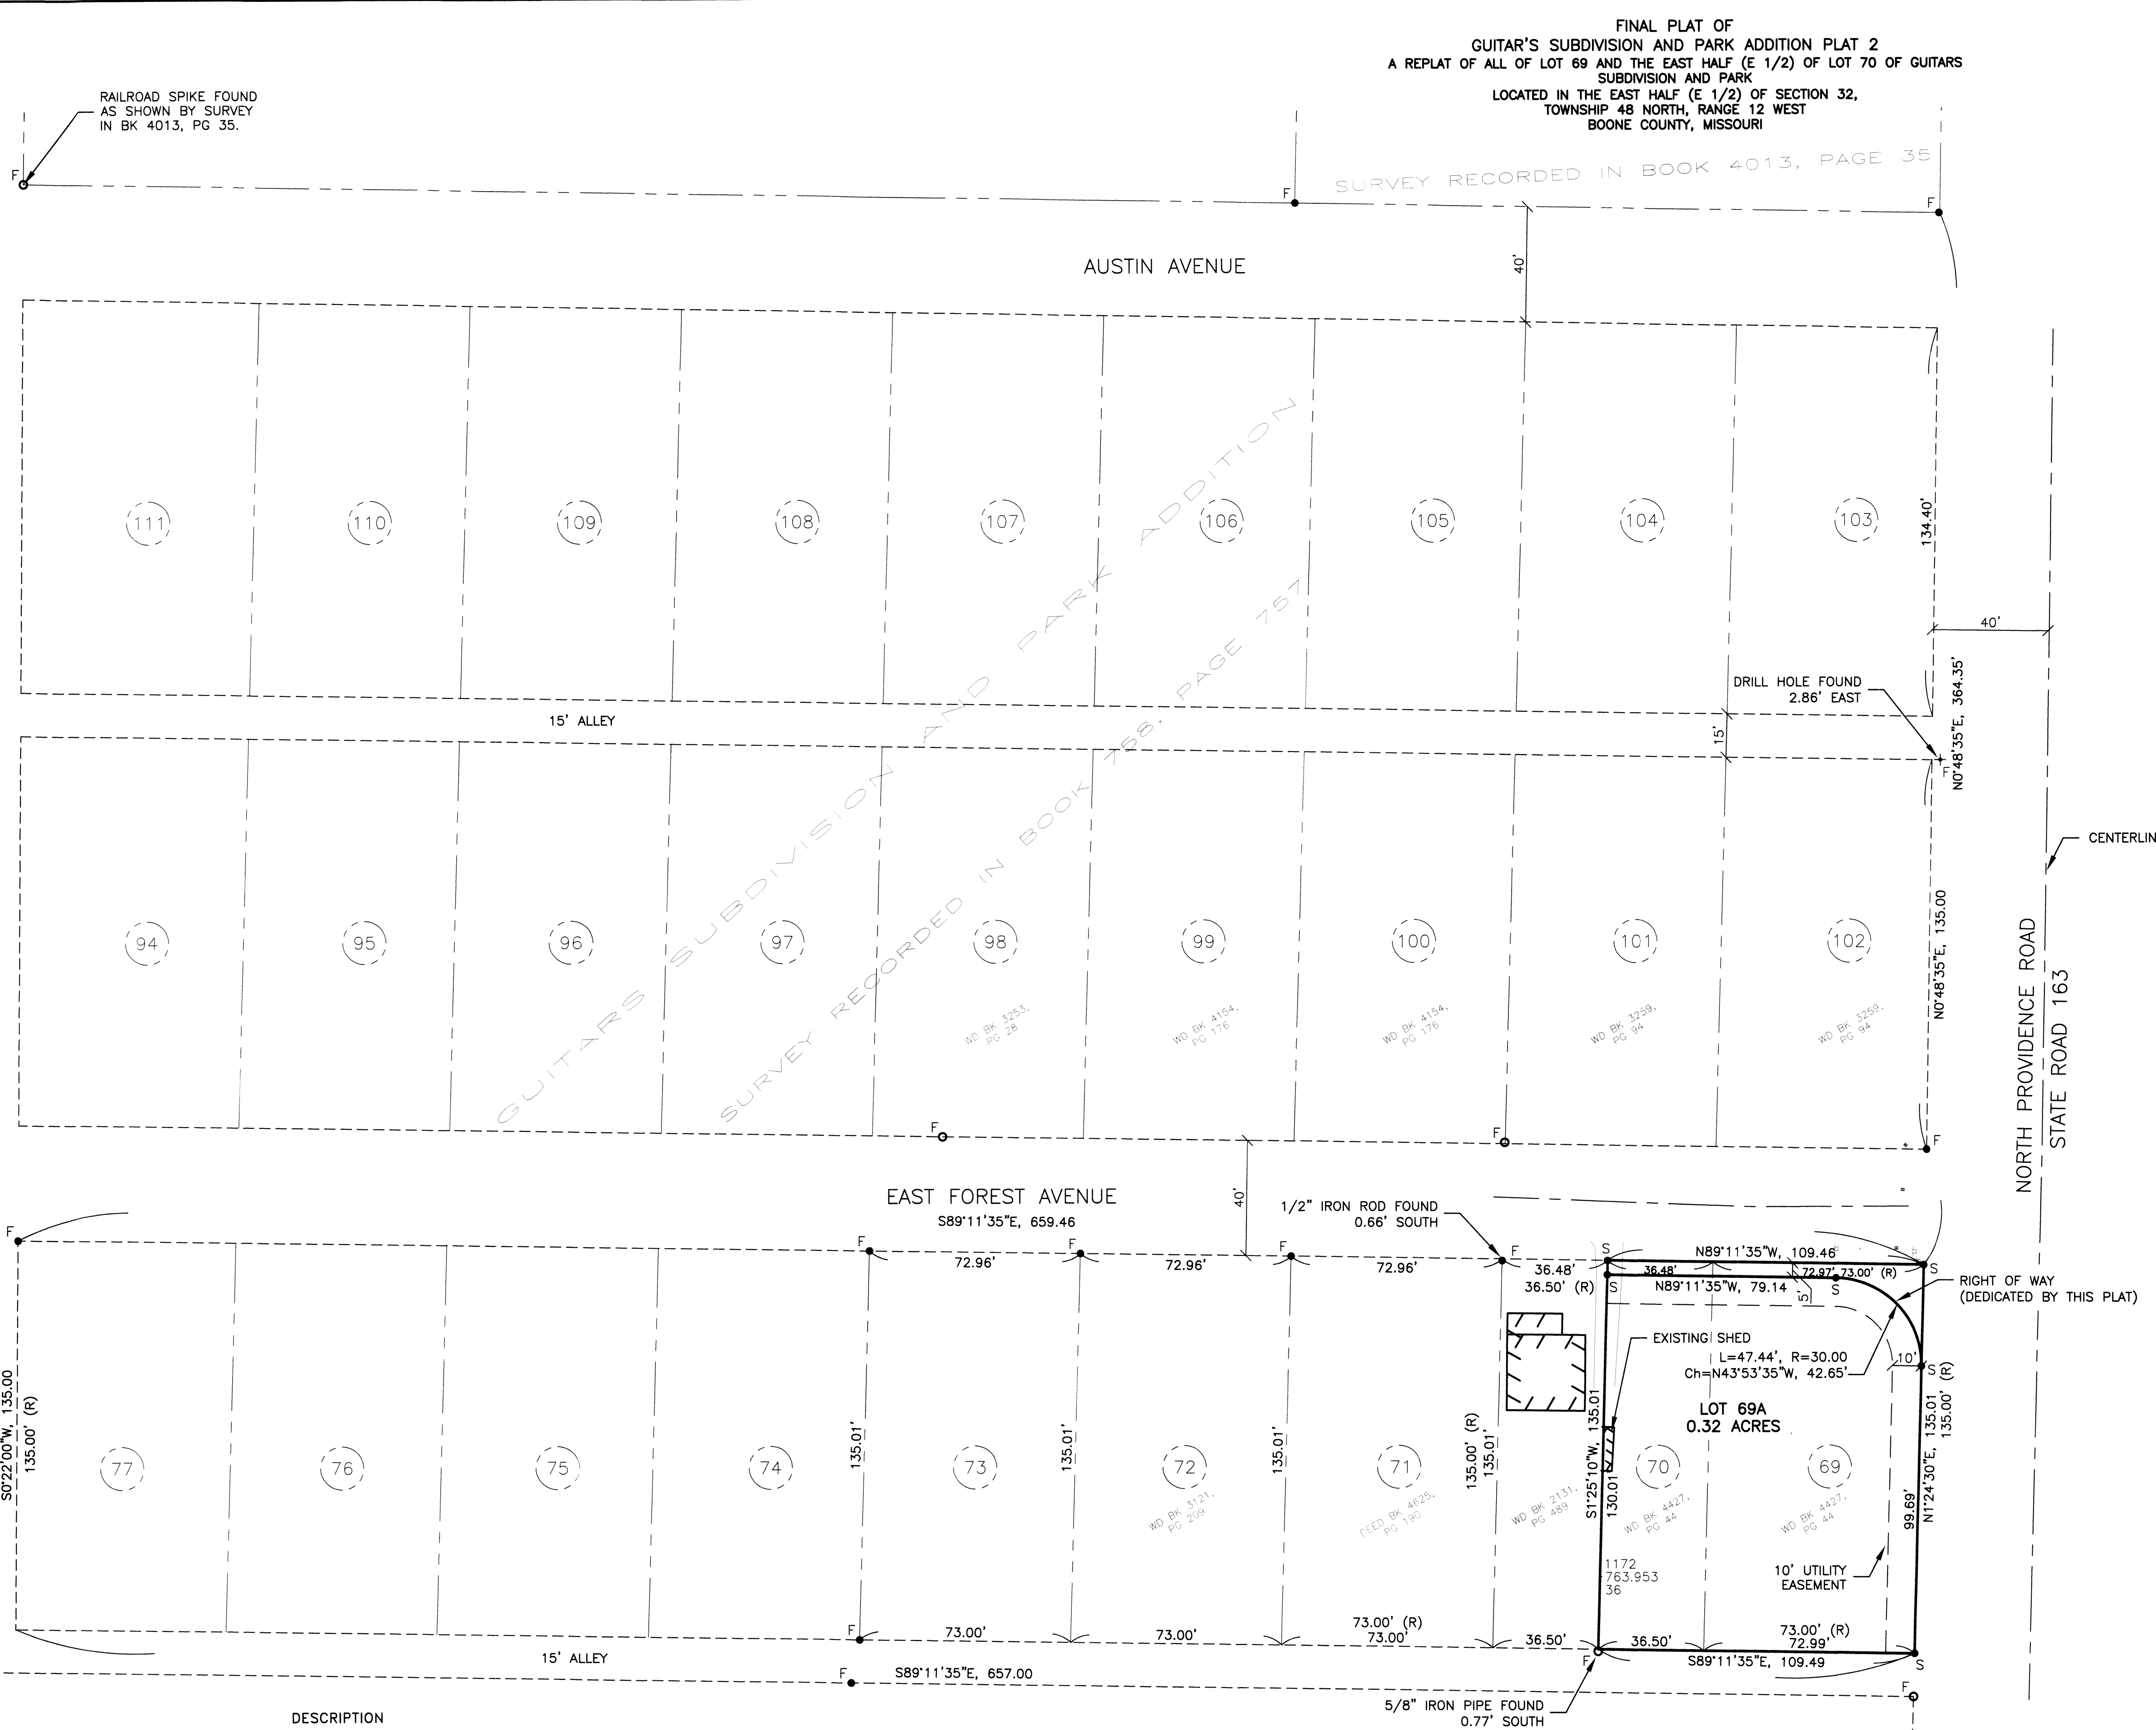 FINAL PLAT OF
GUITAR'S SUBDIVISION AND PARK ADDITION PLAT 2
A REPLAT OF ALL OF LOT 69 AND THE EAST HALF (E 1/2) OF LOT 70 OF GUITARS
SUBDIVISION AND PARK
LOCATED IN THE EAST HALF (E 1/2) OF SECTION 32,
TOWNSHIP 48 NORTH, RANGE 12 WEST
BOONE COUNTY, MISSOURI
RAILROAD SPIKE FOUND
AS SHOWN BY SURVEY
IN BK 4013, PG 35.
SURVEY RECORDED IN BOOK 4013, PAGE 35
F
F
F
AUSTIN AVENUE
40'
111
110
109
108
107
106
105
104
103
134.40'
40'
DRILL HOLE FOUND
2.86' EAST
N0°48'35"E, 364.35'
15' ALLEY
15'
F
GUITARS SUBDIVISION AND PARK ADDITION
SURVEY RECORDED IN BOOK 758, PAGE 757
CENTERLIN
94
95
96
97
98
99
100
101
102
N0°48'35"E, 135.00
WD BK 3253,
PG 28
WD BK 4154,
PG 176
WD BK 4154,
PG 176
WD BK 3259,
PG 94
WD BK 3259,
PG 94
NORTH PROVIDENCE ROAD
STATE ROAD 163
F
F
F
EAST FOREST AVENUE
S89°11'35"E, 659.46
40'
1/2" IRON ROD FOUND
0.66' SOUTH
F
F
F
F
F
S
N89°11'35"W, 109.46
S
72.96'
72.96'
72.96'
36.48'
36.50' (R)
36.48'
72.97'
73.00' (R)
S
N89°11'35"W, 79.14
5'
S
RIGHT OF WAY
(DEDICATED BY THIS PLAT)
EXISTING SHED
L=47.44', R=30.00
Ch=N43°53'35"W, 42.65'
10'
S
LOT 69A
0.32 ACRES
S0°22'00"W, 135.00
135.00' (R)
135.01'
135.01'
135.01'
135.00' (R)
135.01'
S1°25'10"W, 135.01
130.01'
99.69'
N1°24'30"E, 135.01
135.00' (R)
77
76
75
74
73
72
71
70
69
WD BK 3121,
PG 209
DEED BK 4625,
PG 190
WD BK 2131,
PG 489
WD BK 4427,
PG 44
WD BK 4427,
PG 44
1172
763.953
36
10' UTILITY
EASEMENT
F
73.00'
73.00'
73.00' (R)
73.00'
36.50'
36.50'
73.00' (R)
72.99'
15' ALLEY
F
S89°11'35"E, 657.00
F
S89°11'35"E, 109.49
S
F
5/8" IRON PIPE FOUND
0.77' SOUTH
DESCRIPTION